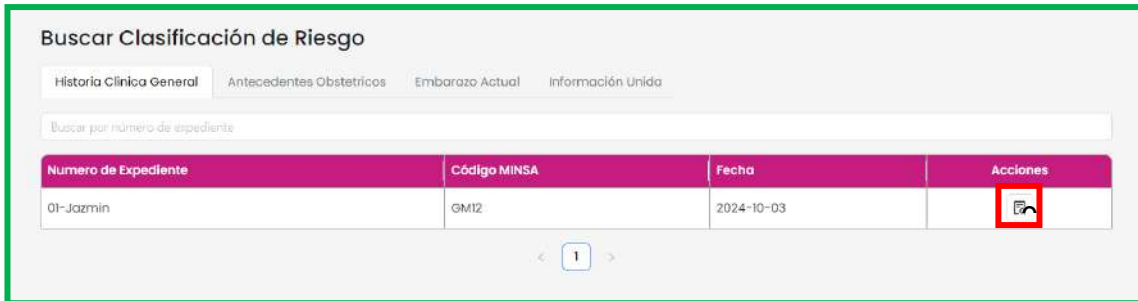 Buscar Clasificación de Riesgo
Historia Clinica General Antecedentes Obstetricos Embarazo Actual Información Unida
Buscar por número de expediente
Numero de Expediente Código MINSA Fecha Acciones
01-Jazmin GM12 2024-10-03
< 1 >